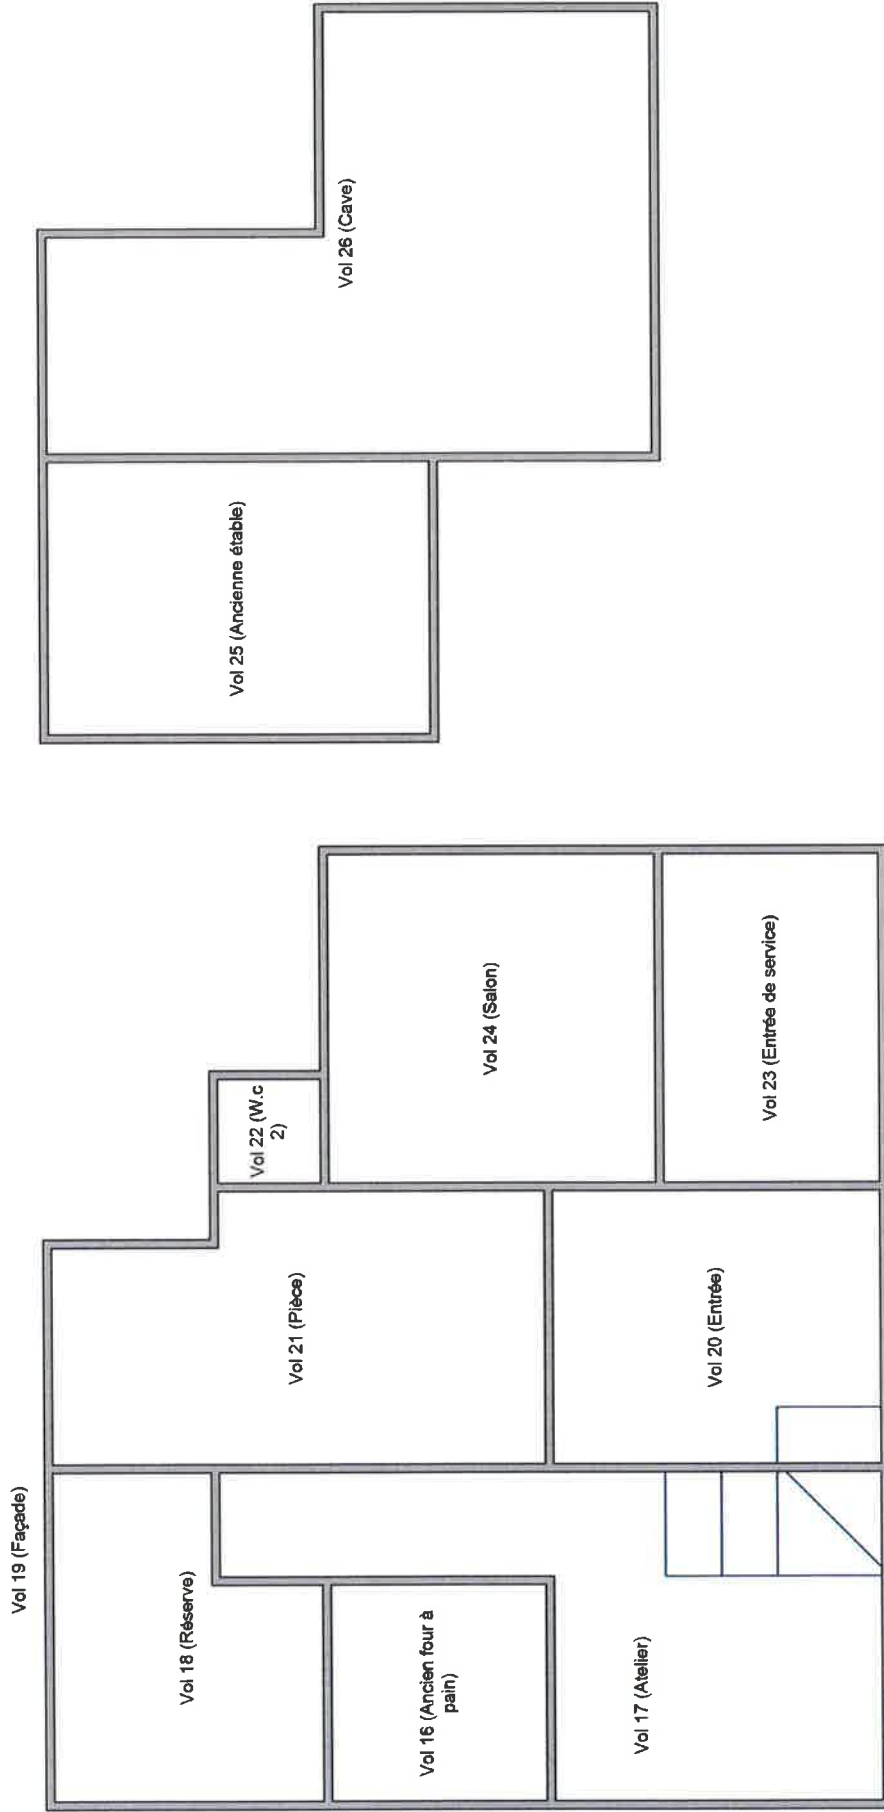 Vol 19 (Façade)
Vol 18 (Réserve)
Vol 16 (Ancien four à
pain)
Vol 17 (Atelier)
Vol 21 (Pièce)
Vol 20 (Entrée)
Vol 22 (W.c
2)
Vol 24 (Salon)
Vol 23 (Entrée de service)
Vol 25 (Ancienne étable)
Vol 26 (Cave)